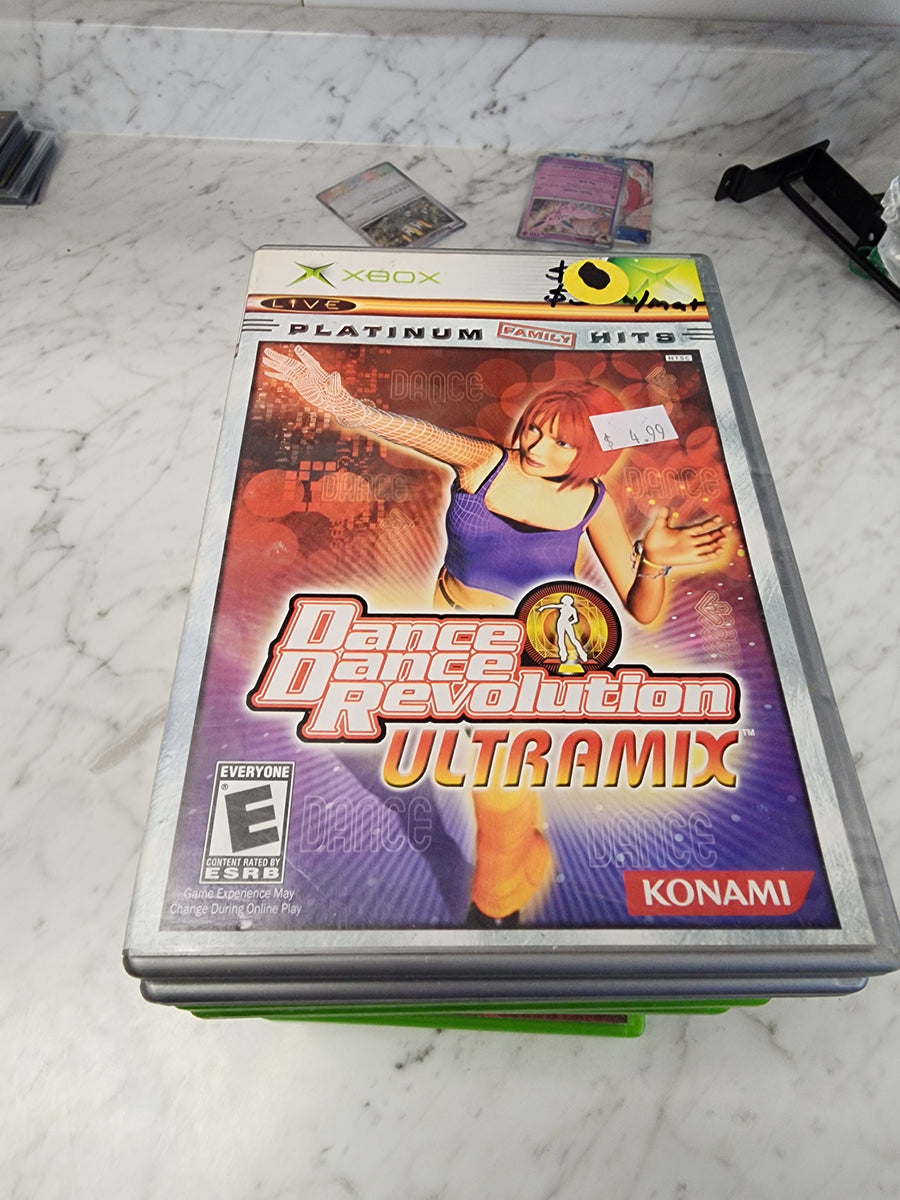 XBOX
LIVE
PLATINUM FAMILY HITS
NTSC
DANCE
$ 4.99
DANCE
DANCE
Dance
Dance
Revolution
ULTRAMIX™
EVERYONE
E
®
CONTENT RATED BY
ESRB
DANCE
DANCE
Game Experience May
Change During Online Play
KONAMI